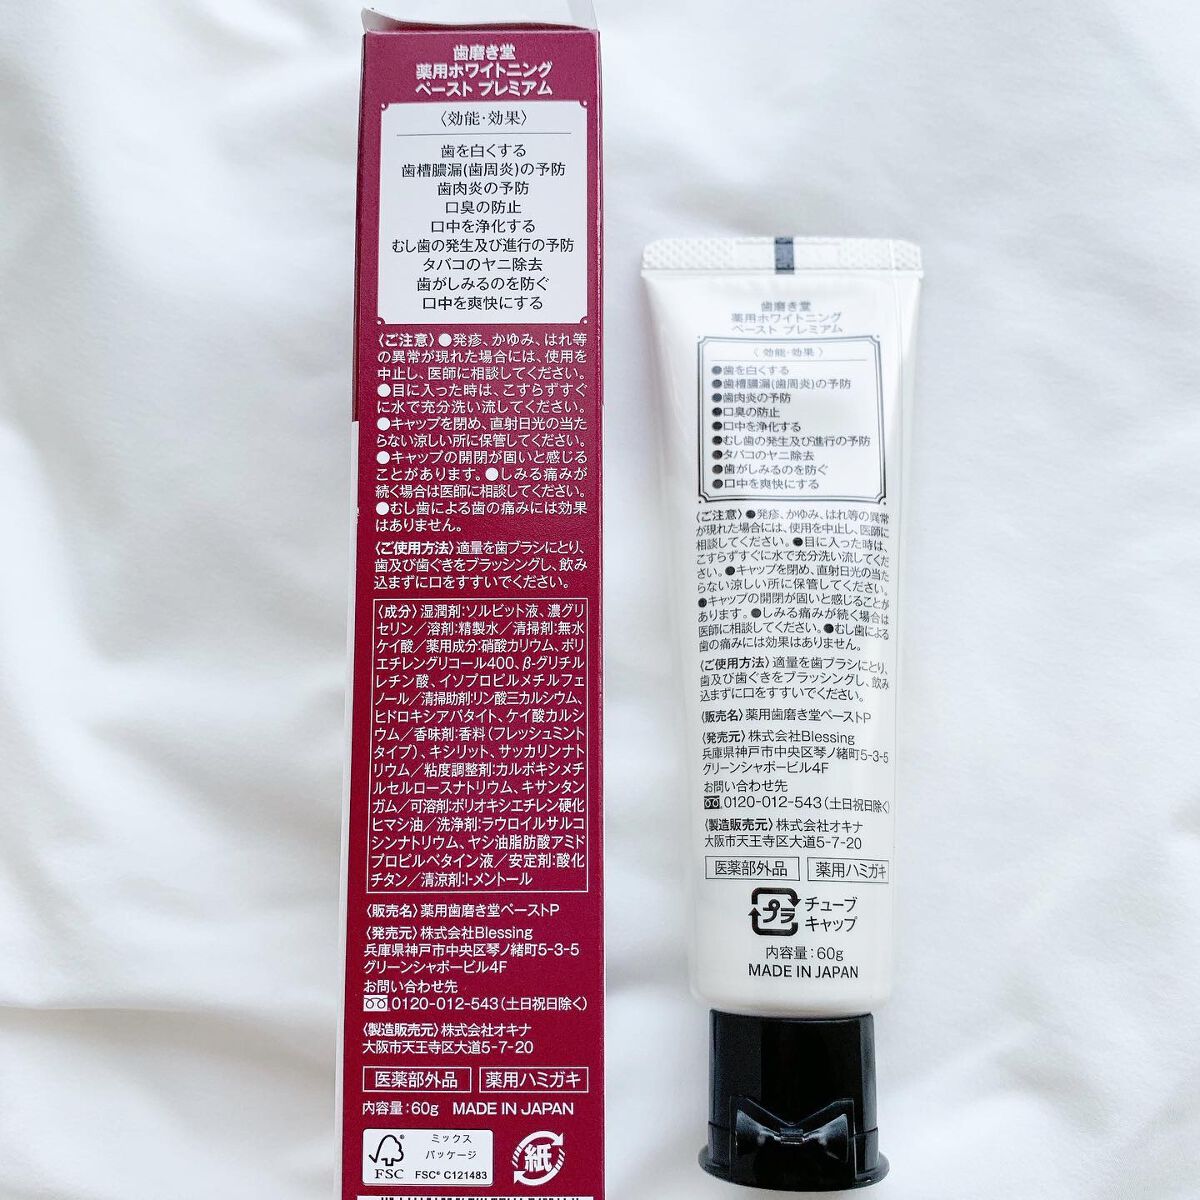 歯磨き堂
薬用ホワイトニング
ペースト プレミアム
〈効能・効果〉
歯を白くする
歯槽膿漏(歯周炎)の予防
歯肉炎の予防
口臭の防止
口中を浄化する
むし歯の発生及び進行の予防
タバコのヤニ除去
歯がしみるのを防ぐ
口中を爽快にする
〈ご注意〉●発疹、かゆみ、はれ等
の異常が現れた場合には、使用を
中止し、医師に相談してください。
●目に入った時は、こすらずすぐ
に水で充分洗い流してください。
●キャップを閉め、直射日光の当た
らない涼しい所に保管してください。
●キャップの開閉が固いと感じる
ことがあります。●しみる痛みが
続く場合は医師に相談してください。
●むし歯による歯の痛みには効果
はありません。
〈ご使用方法〉適量を歯ブラシにとり、
歯及び歯ぐきをブラッシングし、飲み
込まずに口をすすいでください。
〈成分〉湿潤剤:ソルビット液、濃グリ
セリン／溶剤:精製水／清掃剤:無水
ケイ酸／薬用成分:硝酸カリウム、ポリ
エチレングリコール400、β-グリチル
レチン酸、イソプロピルメチルフェ
ノール／清掃助剤:リン酸三カルシウム、
ヒドロキシアパタイト、ケイ酸カルシ
ウム／香味剤:香料(フレッシュミント
タイプ)、キシリット、サッカリンナト
リウム／粘度調整剤:カルボキシメチ
ルセルロースナトリウム、キサンタン
ガム／可溶剤:ポリオキシエチレン硬化
ヒマシ油／洗浄剤:ラウロイルサルコ
シンナトリウム、ヤシ油脂肪酸アミド
プロピルベタイン液／安定剤:酸化
チタン／清涼剤:l-メントール
〈販売名〉薬用歯磨き堂ペーストP
〈発売元〉株式会社Blessing
兵庫県神戸市中央区琴ノ緒町5-3-5
グリーンシャポービル4F
お問い合わせ先
0120-012-543(土日祝日除く)
〈製造販売元〉株式会社オキナ
大阪市天王寺区大道5-7-20
医薬部外品 薬用ハミガキ
内容量:60g MADE IN JAPAN
FSC
ミックス
パッケージ
FSC® C121483
紙
歯磨き堂
薬用ホワイトニング
ペースト プレミアム
〈効能・効果〉
●歯を白くする
●歯槽膿漏(歯周炎)の予防
●歯肉炎の予防
●口臭の防止
●口中を浄化する
●むし歯の発生及び進行の予防
●タバコのヤニ除去
●歯がしみるのを防ぐ
●口中を爽快にする
〈ご注意〉●発疹、かゆみ、はれ等の異常
が現れた場合には、使用を中止し、医師に
相談してください。●目に入った時は、
こすらずすぐに水で充分洗い流してくだ
さい。●キャップを閉め、直射日光の当た
らない涼しい所に保管してください。
●キャップの開閉が固いと感じることが
あります。●しみる痛みが続く場合は
医師に相談してください。●むし歯による
歯の痛みには効果はありません。
〈ご使用方法〉適量を歯ブラシにとり、
歯及び歯ぐきをブラッシングし、飲み
込まずに口をすすいでください。
〈販売名〉薬用歯磨き堂ペーストP
〈発売元〉株式会社Blessing
兵庫県神戸市中央区琴ノ緒町5-3-5
グリーンシャポービル4F
お問い合わせ先
0120-012-543(土日祝日除く)
〈製造販売元〉株式会社オキナ
大阪市天王寺区大道5-7-20
医薬部外品 薬用ハミガキ
プラ
チューブ
キャップ
内容量:60g
MADE IN JAPAN